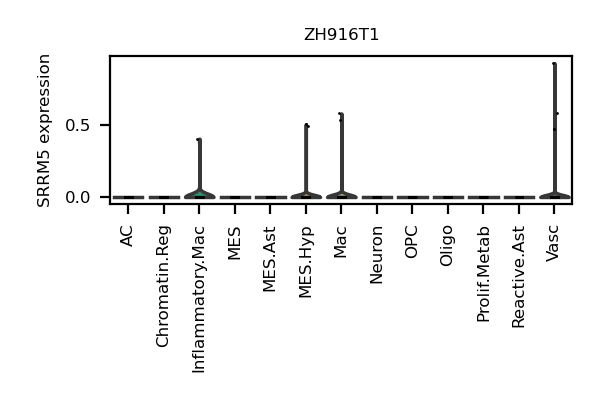 ZH916T1
SRRM5 expression
0.5
0.0
AC
Chromatin.Reg
Inflammatory.Mac
MES
MES.Ast
MES.Hyp
Mac
Neuron
OPC
Oligo
Prolif.Metab
Reactive.Ast
Vasc